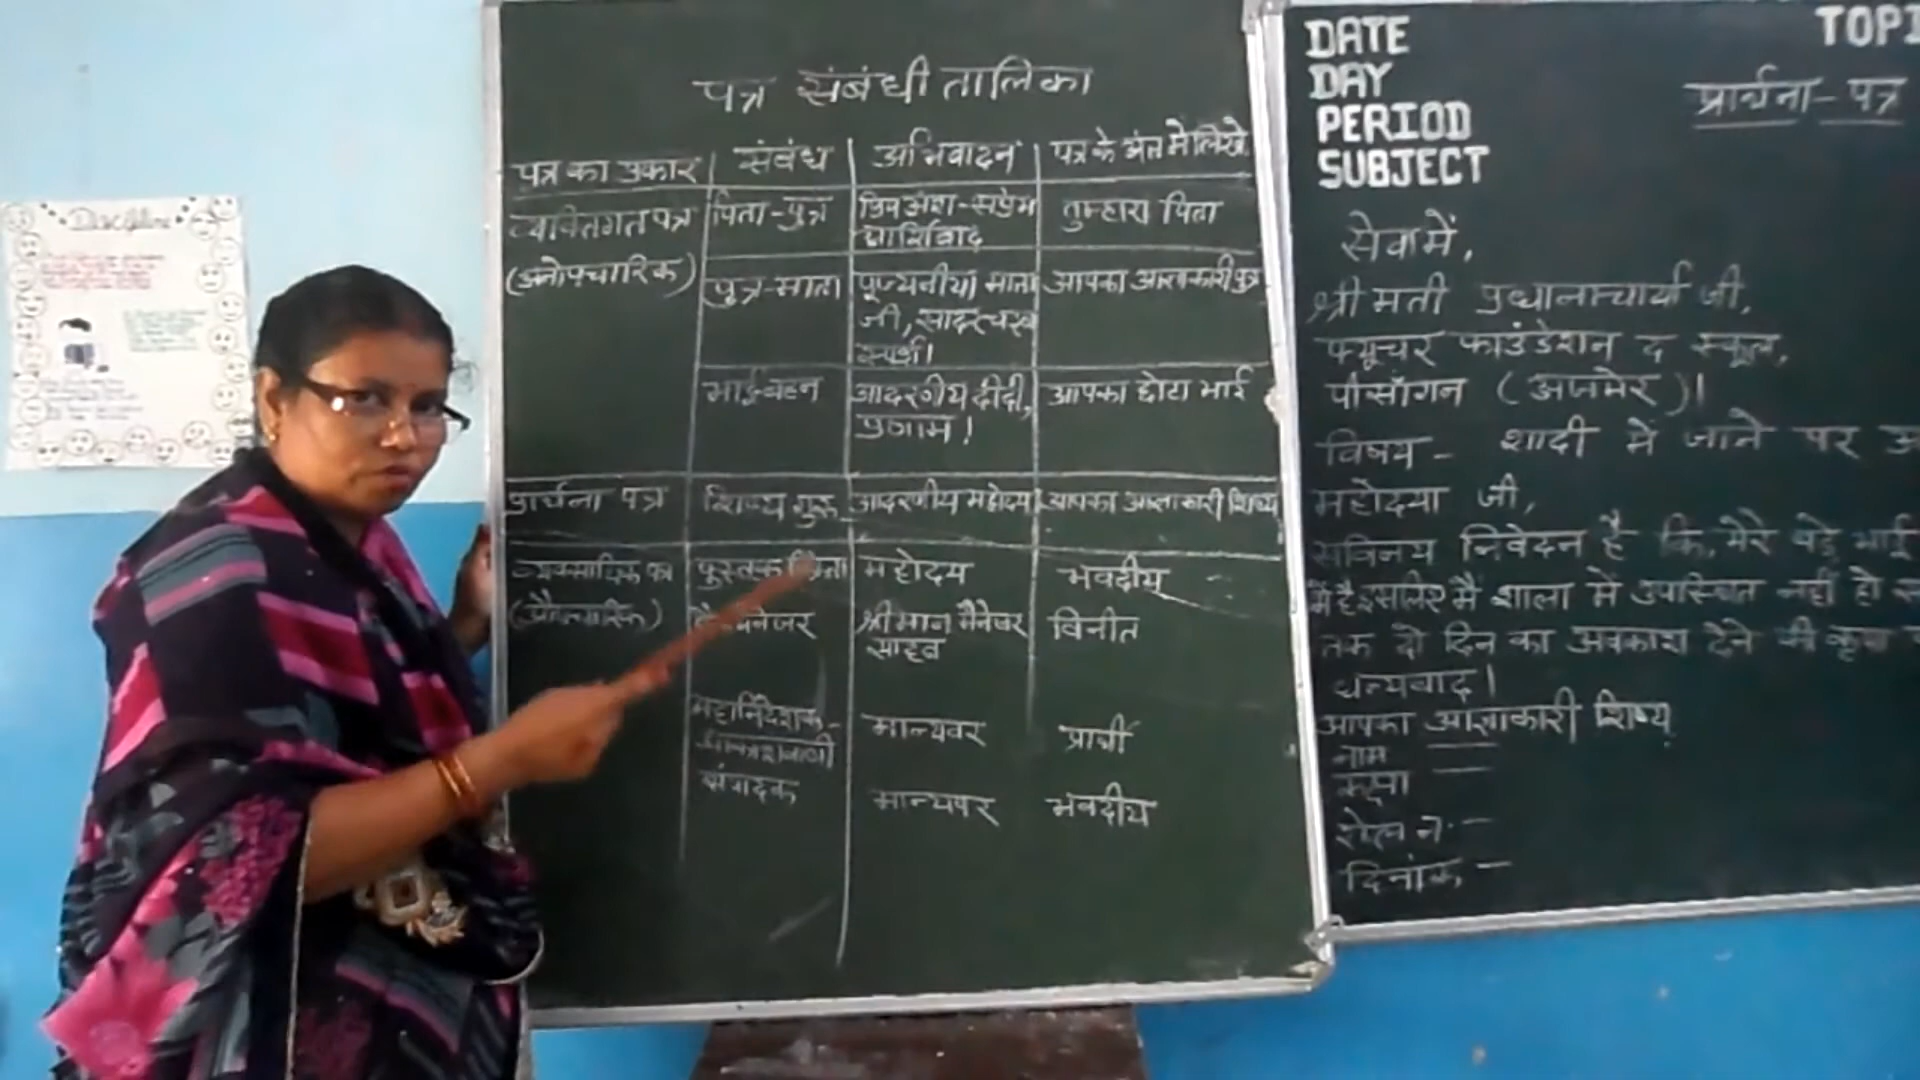 Discipline
पत्र संबंधी तालिका
पत्र का प्रकार संबंध अभिवादन पत्र के अंत मे लिखे
व्यक्तिगत पत्र पिता-पुत्र प्रिय अंश-सप्रेम तुम्हारा पिता
(अनौपचारिक)
पुत्र-माता पूज्यनीया माता आपका आज्ञाकारी पुत्र
जी, सादर चरण
स्पर्श।
भाई-बहन आदरणीय दीदी, आपका छोटा भाई
प्रणाम!
प्रार्थना पत्र शिष्य गुरू आदरणीय महोदय आपका आज्ञाकारी शिष्य
पुस्तक महोदय भवदीय
श्रीमान मैनेजर विनीत
साहब
महानिदेशक- मान्यवर प्रार्थी
आकाशवाणी
संपादक मान्यवर भवदीय
DATE
DAY
PERIOD
SUBJECT
प्रार्थना-पत्र
सेवा में,
श्री मती प्रधानाचार्या जी,
फ्यूचर फाउंडेशन द स्कूल,
पीसांगन (अजमेर)।
विषय - शादी में जाने पर
महोदया जी,
सविनय निवेदन है कि, मेरे बड़े भाई
में है इसलिए मैं शाला में उपस्थित नहीं हो
तक दो दिन का अवकाश देने की कृपा
धन्यवाद।
आपका आज्ञाकारी शिष्य
नाम
कक्षा
रोल नं. -
दिनांक -